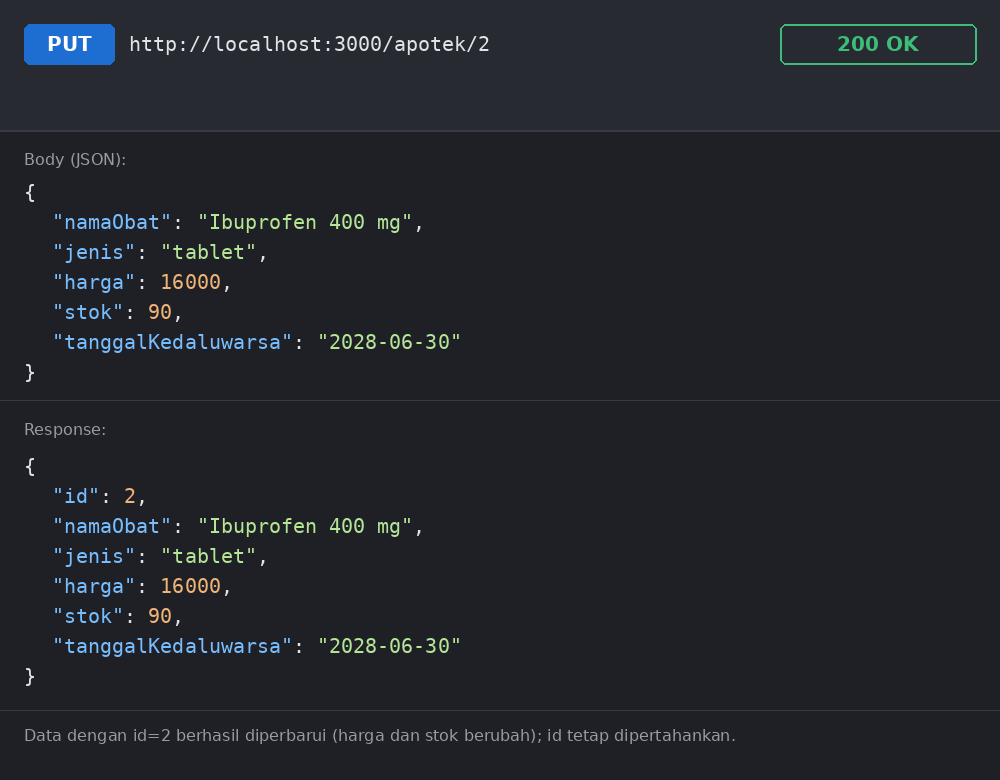 PUT http://localhost:3000/apotek/2 200 OK
Body (JSON):
{
"namaObat": "Ibuprofen 400 mg",
"jenis": "tablet",
"harga": 16000,
"stok": 90,
"tanggalKedaluwarsa": "2028-06-30"
}
Response:
{
"id": 2,
"namaObat": "Ibuprofen 400 mg",
"jenis": "tablet",
"harga": 16000,
"stok": 90,
"tanggalKedaluwarsa": "2028-06-30"
}
Data dengan id=2 berhasil diperbarui (harga dan stok berubah); id tetap dipertahankan.